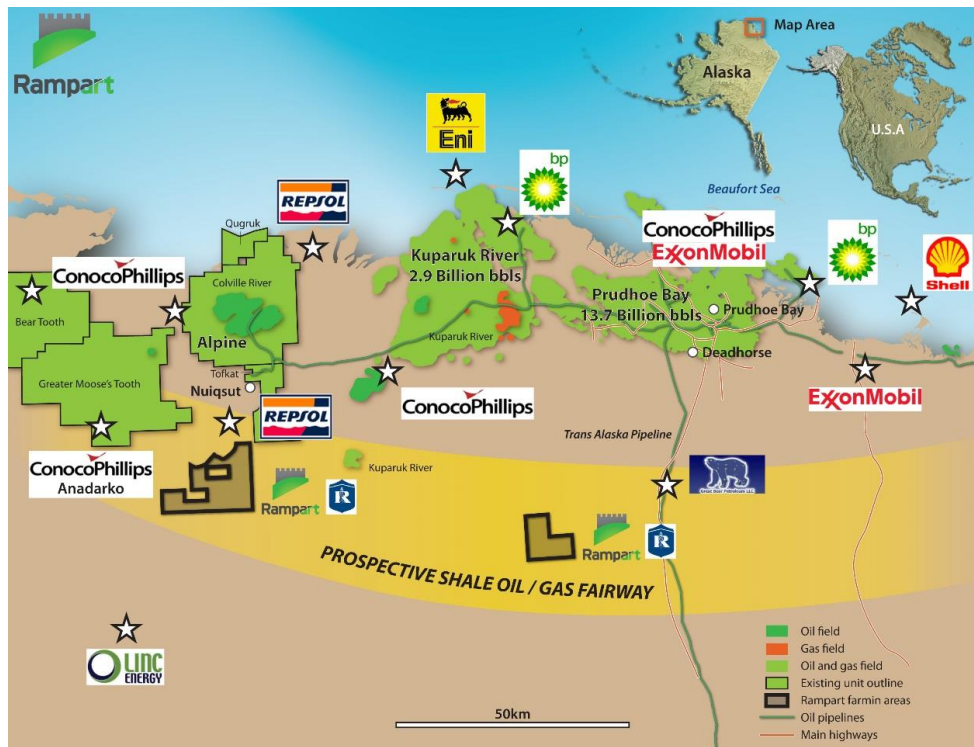 Rampart
Map Area
Alaska
U.S.A
Eni
bp
Beaufort Sea
REPSOL
Qugruk
ConocoPhillips
ExxonMobil
bp
Shell
ConocoPhillips
Kuparuk River
2.9 Billion bbls
Colville River
Bear Tooth
Prudhoe Bay
13.7 Billion bbls
Prudhoe Bay
Alpine
Kuparuk River
Deadhorse
Tofkat
Greater Moose's Tooth
Nuiqsut
ConocoPhillips
ExxonMobil
REPSOL
Trans Alaska Pipeline
ConocoPhillips
Anadarko
Kuparuk River
Rampart
R
Great Bear Petroleum LLC
Rampart
R
PROSPECTIVE SHALE OIL / GAS FAIRWAY
LINC
ENERGY
Oil field
Gas field
Oil and gas field
Existing unit outline
Rampart farmin areas
Oil pipelines
Main highways
50km